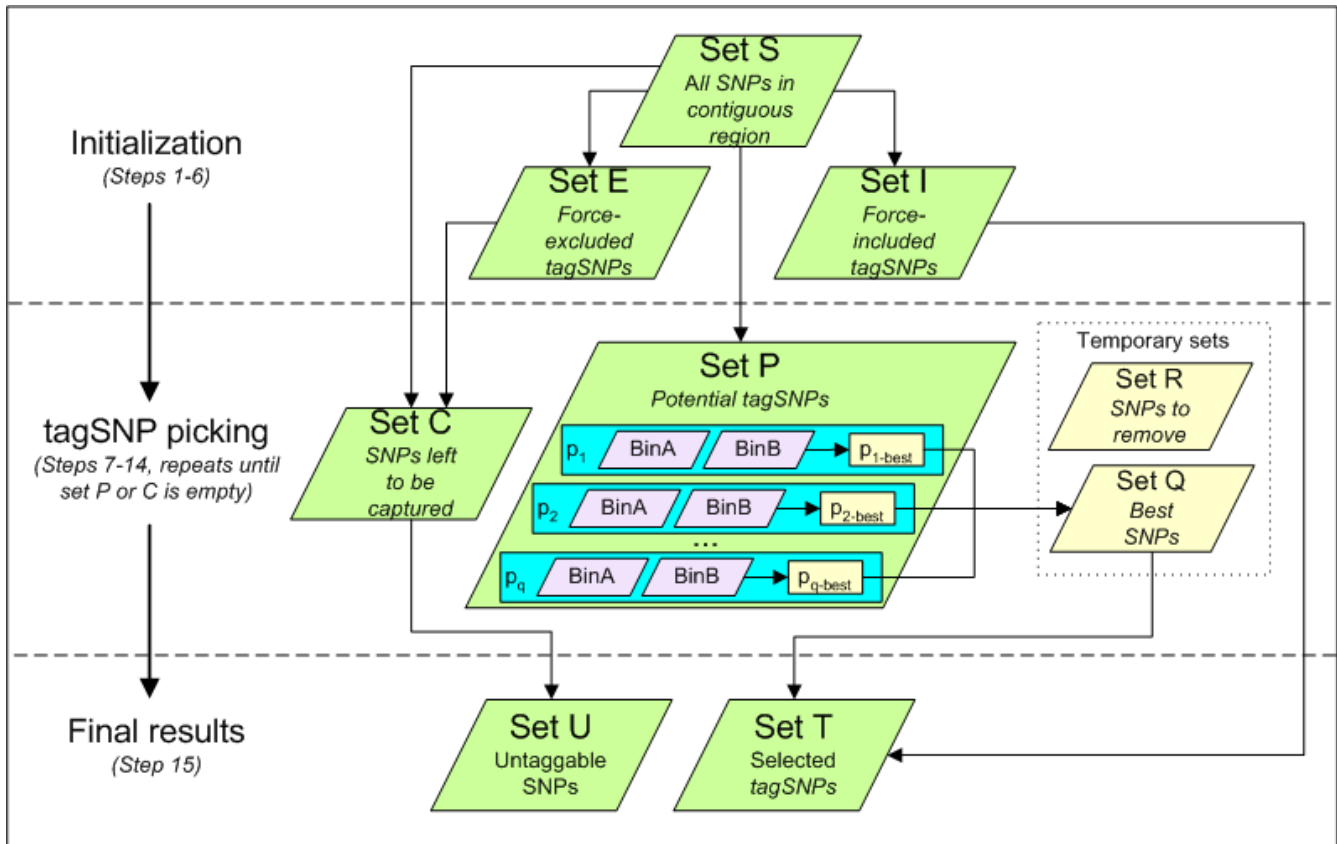 Set S
All SNPs in
contiguous
region
Initialization
(Steps 1-6)
Set E
Force-
excluded
tagSNPs
Set I
Force-
included
tagSNPs
tagSNP picking
(Steps 7-14, repeats until
set P or C is empty)
Set C
SNPs left
to be
captured
Set P
Potential tagSNPs
p1 BinA BinB p1-best
p2 BinA BinB p2-best
...
pq BinA BinB pq-best
Temporary sets
Set R
SNPs to
remove
Set Q
Best
SNPs
Final results
(Step 15)
Set U
Untaggable
SNPs
Set T
Selected
tagSNPs